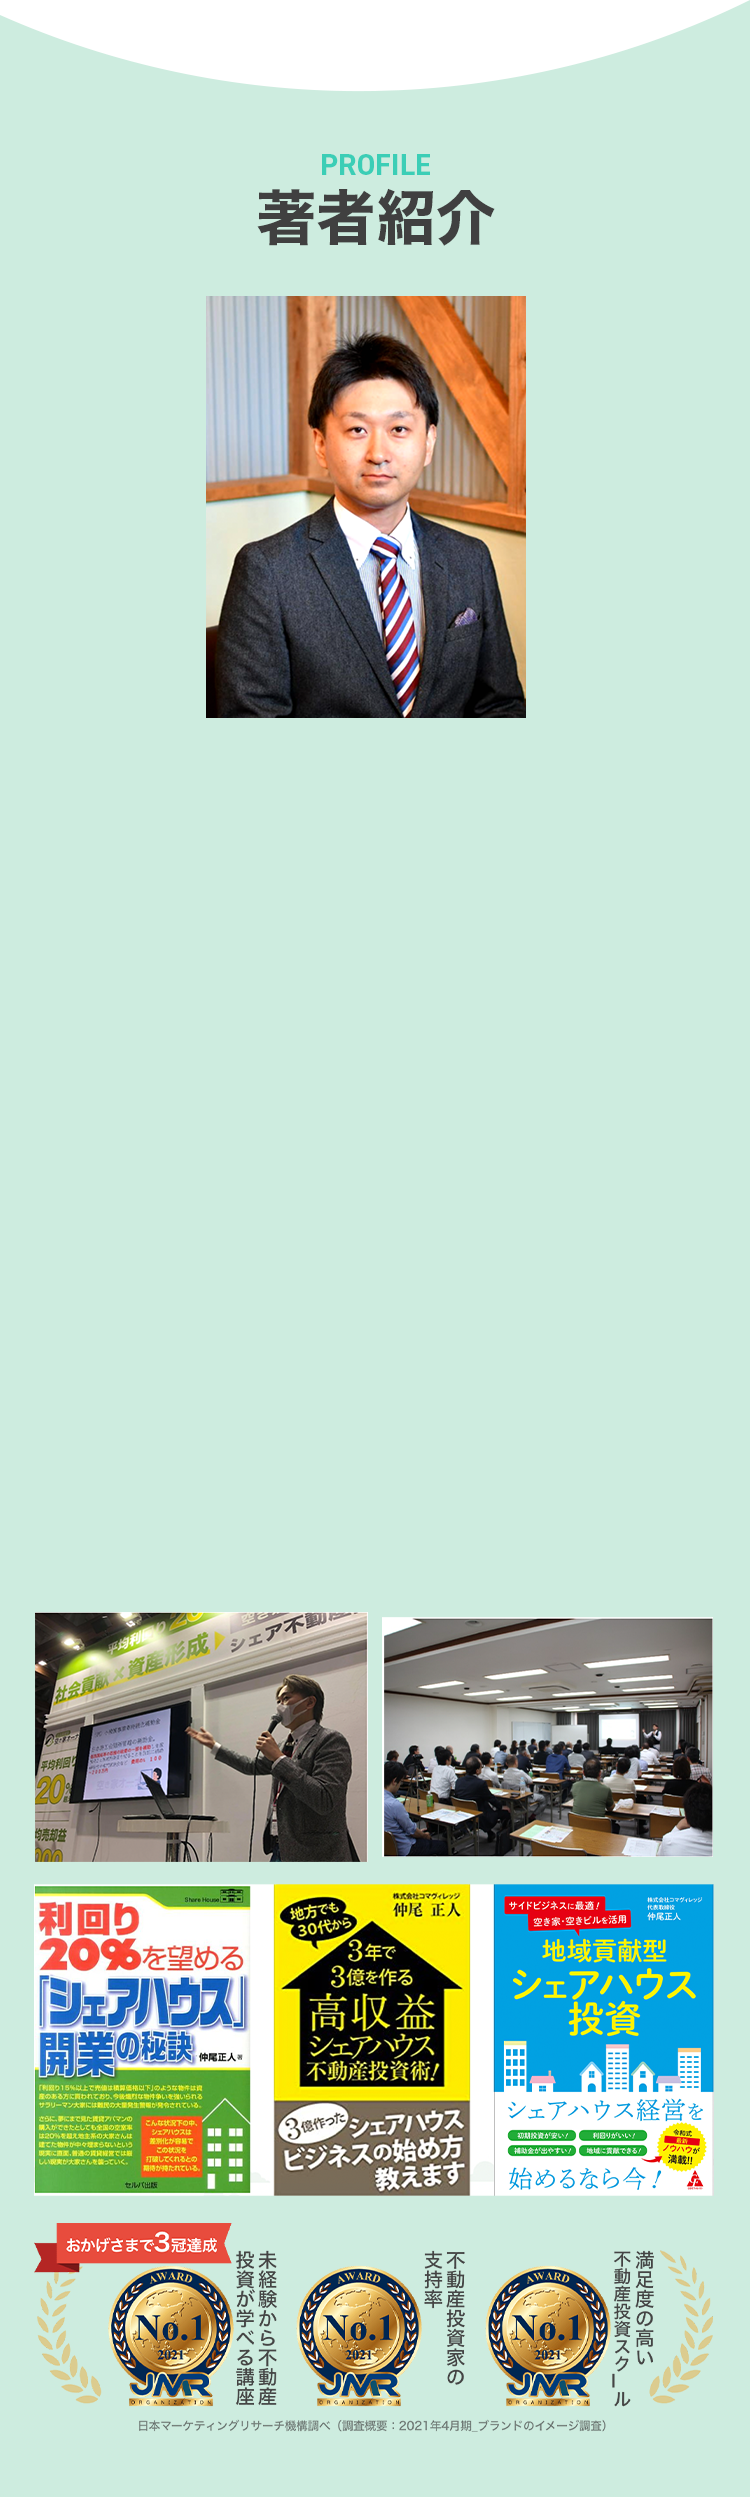 PROFILE
著者紹介
平均利回り 20
社会貢献×資産形成
シェア不動産
平均利回り
20%
均売却益
Share House
利回り
20%を望める
「シェアハウス」
開業の秘訣
仲尾正人著
「利回り15%以上で売値は積算価格以下」のような物件は資
産のある方に買われており、今後熾烈な物件争いを強いられる
サラリーマン大家には難民の大量発生警報が発令されている。
さらに、夢にまで見た賃貸アパマンの
購入ができたとしても全国の空室率
は20%を超え地主系の大家さんは
建てた物件が中々埋まらないという
現実に直面、普通の賃貸経営では厳
しい現実が大家さんを襲っていく。
こんな状況下の中、
シェアハウスは
差別化が容易で
この状況を
打破してくれるとの
期待が持たれている。
セルバ出版
地方でも
30代から
株式会社コマヴィレッジ
仲尾 正人
3年で
3億を作る
高収益
シェアハウス
不動産投資術!
3億作った
シェアハウス
ビジネスの始め方
教えます
サイドビジネスに最適!
空き家・空きビルを活用
株式会社コマヴィレッジ
代表取締役
仲尾正人
地域貢献型
シェアハウス
投資
シェアハウス経営を
初期投資が安い!
利回りがいい!
補助金が出やすい!
地域に貢献できる!
令和式
最新
ノウハウが
満載!!
始めるなら今!
おかげさまで3冠達成
AWARD
No.1
2021
JMR
ORGANIZATION
未経験から不動産
投資が学べる講座
AWARD
No.1
2021
JMR
ORGANIZATION
不動産投資家の
支持率
AWARD
No.1
2021
JMR
ORGANIZATION
満足度の高い
不動産投資スクール
日本マーケティングリサーチ機構調べ（調査概要：2021年4月期_ブランドのイメージ調査）